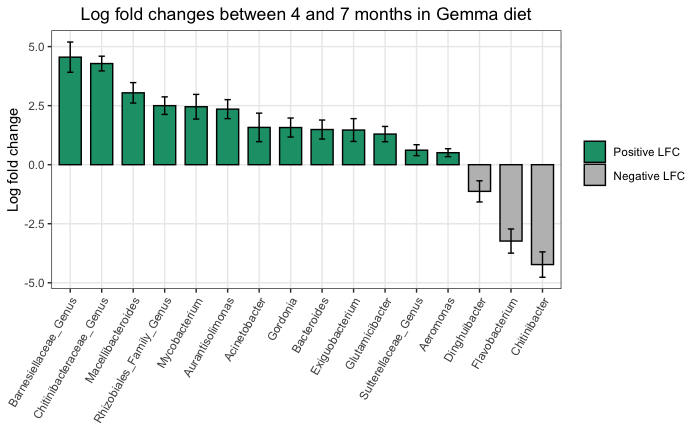 Log fold changes between 4 and 7 months in Gemma diet
Log fold change
5.0
2.5
0.0
-2.5
-5.0
Barnesiellaceae_Genus
Chitinibacteraceae_Genus
Macellibacteroides
Rhizobiales_Family_Genus
Mycobacterium
Aurantisolimonas
Acinetobacter
Gordonia
Bacteroides
Exiguobacterium
Glutamicibacter
Sutterellaceae_Genus
Aeromonas
Dinghuibacter
Flavobacterium
Chitinibacter
Positive LFC
Negative LFC